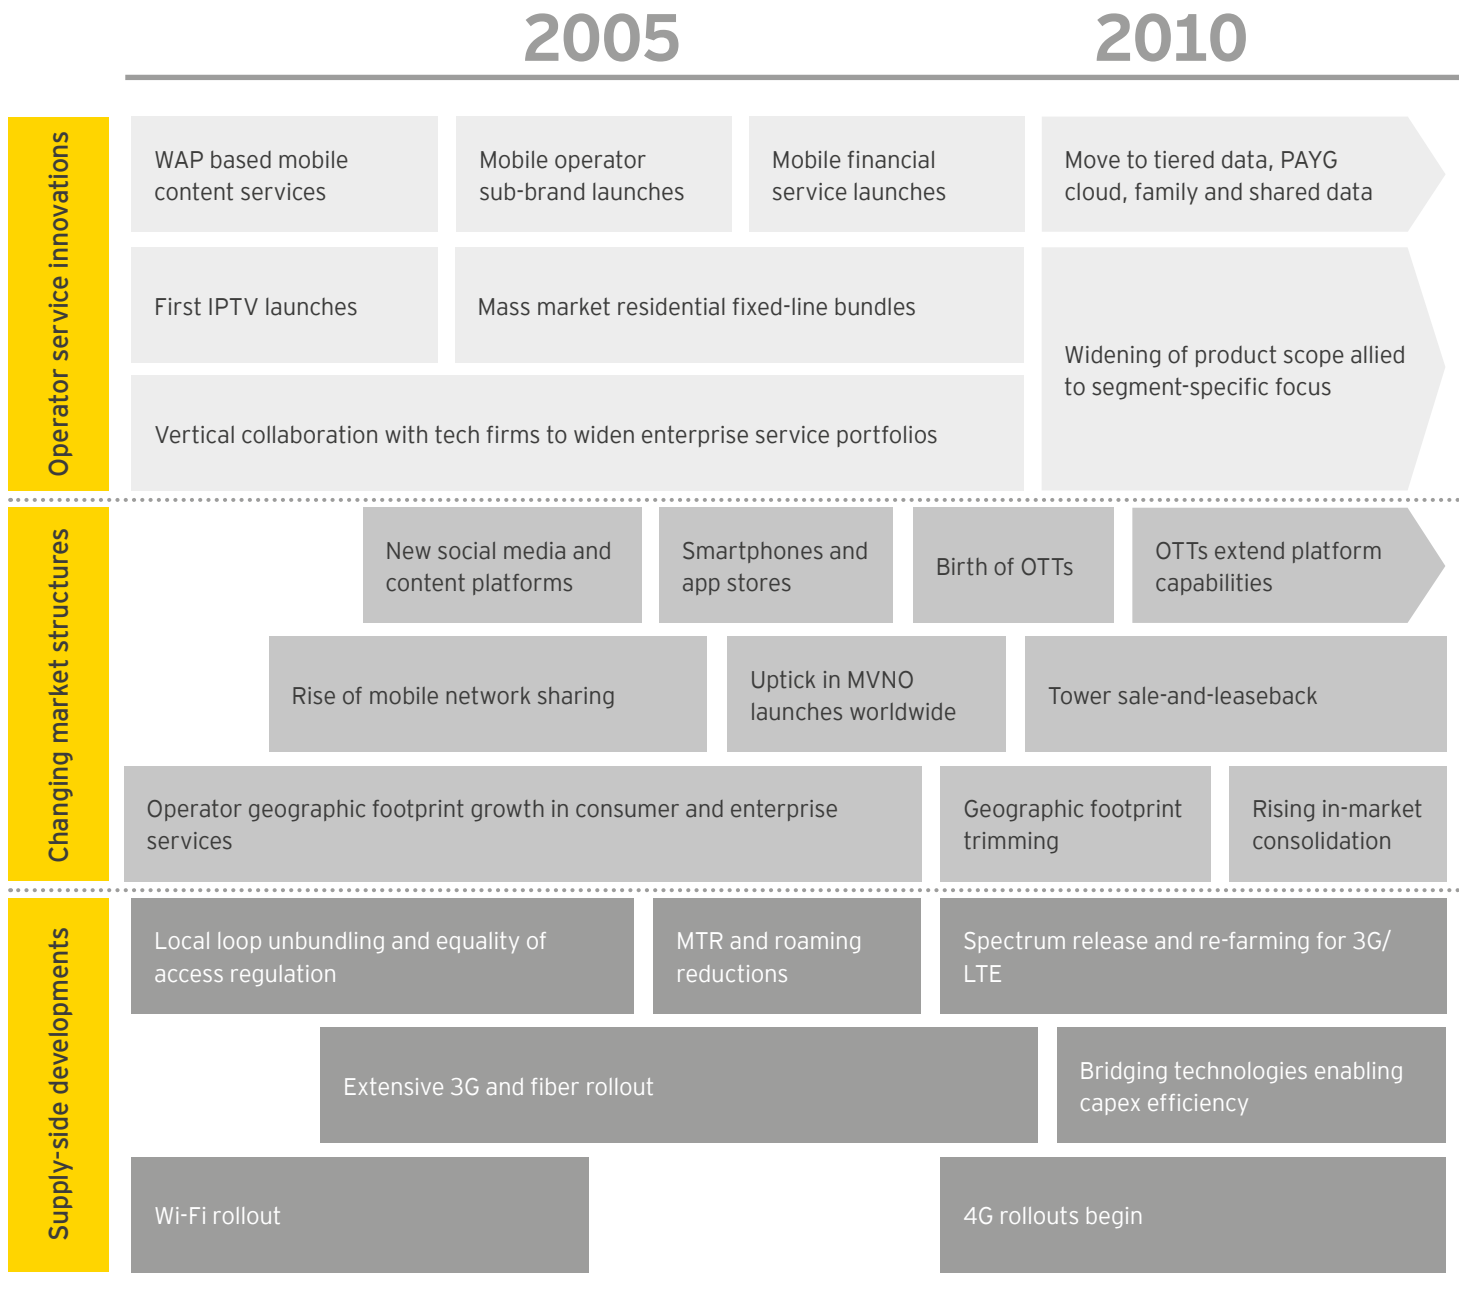 2005
2010
Operator service innovations
WAP based mobile
content services
Mobile operator
sub-brand launches
Mobile financial
service launches
Move to tiered data, PAYG
cloud, family and shared data
First IPTV launches
Mass market residential fixed-line bundles
Widening of product scope allied
to segment-specific focus
Vertical collaboration with tech firms to widen enterprise service portfolios
Changing market structures
New social media and
content platforms
Smartphones and
app stores
Birth of OTTs
OTTs extend platform
capabilities
Rise of mobile network sharing
Uptick in MVNO
launches worldwide
Tower sale-and-leaseback
Operator geographic footprint growth in consumer and enterprise
services
Geographic footprint
trimming
Rising in-market
consolidation
Supply-side developments
Local loop unbundling and equality of
access regulation
MTR and roaming
reductions
Spectrum release and re-farming for 3G/
LTE
Extensive 3G and fiber rollout
Bridging technologies enabling
capex efficiency
Wi-Fi rollout
4G rollouts begin